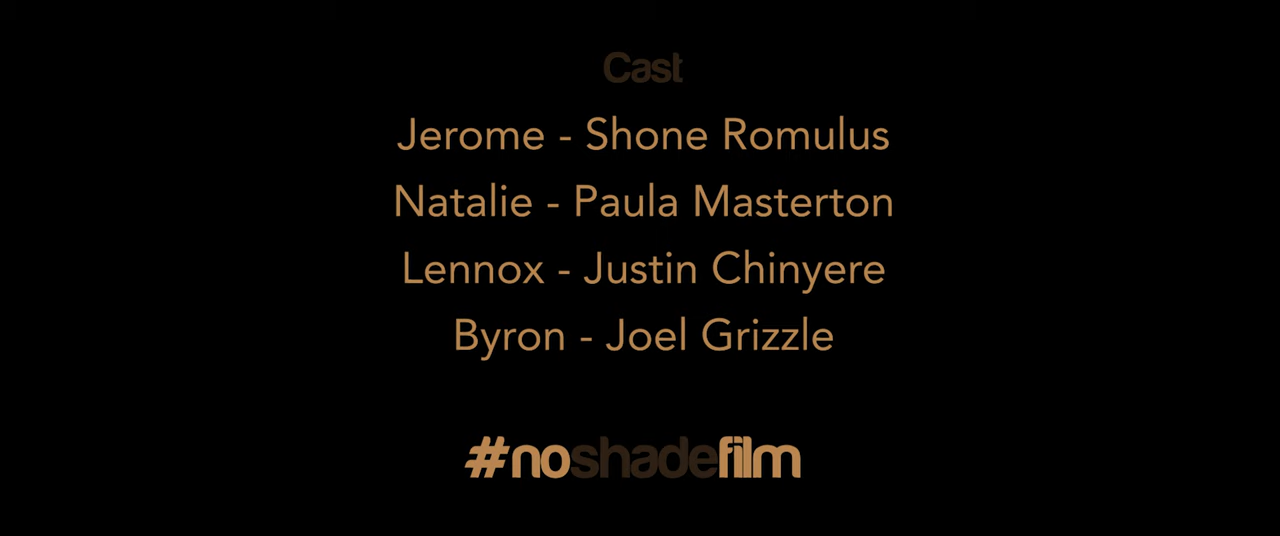 Cast
Jerome - Shone Romulus
Natalie - Paula Masterton
Lennox - Justin Chinyere
Byron - Joel Grizzle
#noshadefilm